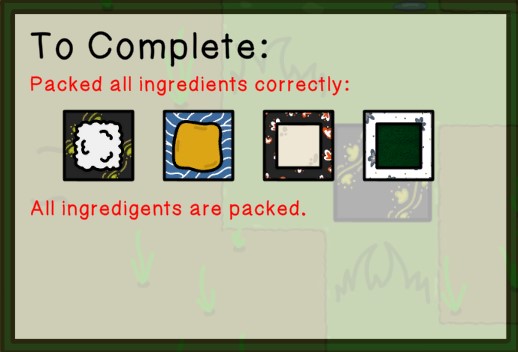 To Complete:
Packed all ingredients correctly:
All ingredigents are packed.